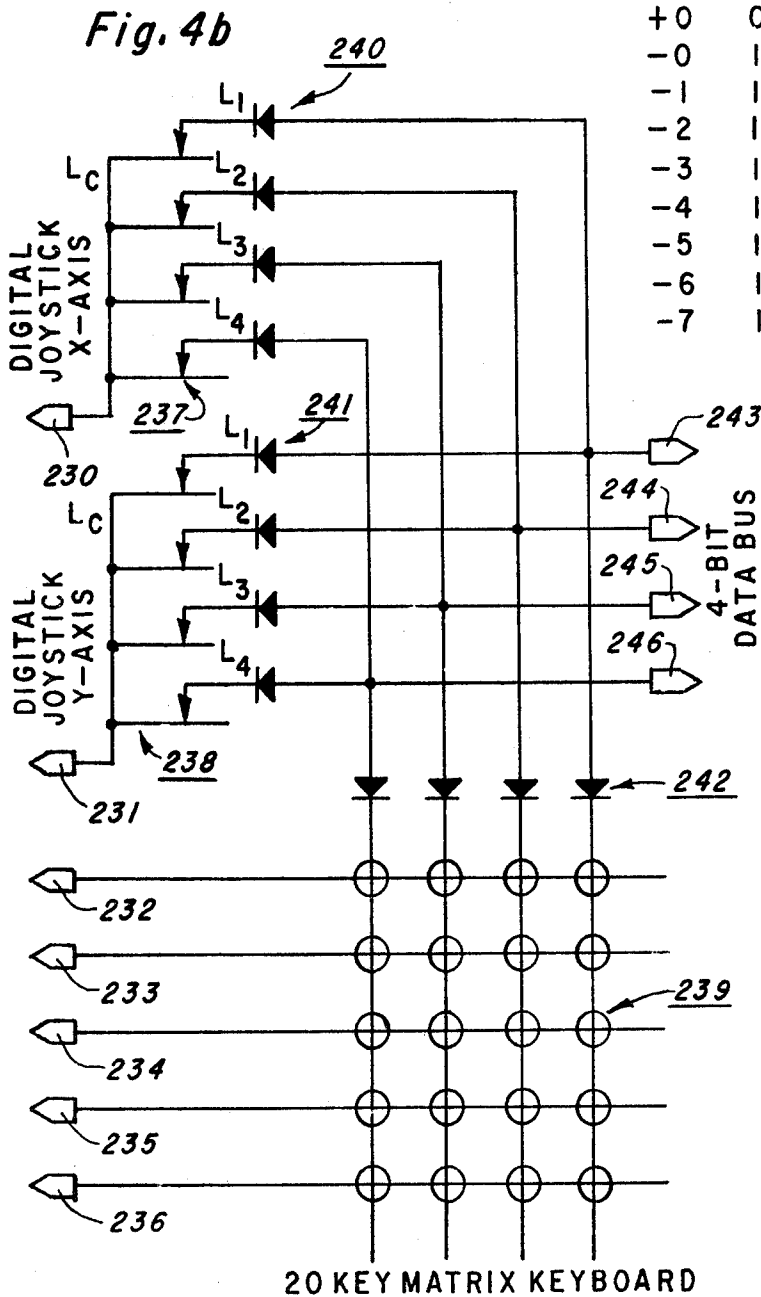 Fig. 4b
+0 0
-0 1
-1 1
-2 1
-3 1
-4 1
-5 1
-6 1
-7 1
240
L1
LC
L2
L3
L4
DIGITAL
JOYSTICK
X-AXIS
237
230
241
L1
LC
L2
L3
L4
DIGITAL
JOYSTICK
Y-AXIS
238
231
243
244
245
246
4-BIT
DATA BUS
242
232
233
239
234
235
236
20 KEY MATRIX KEYBOARD